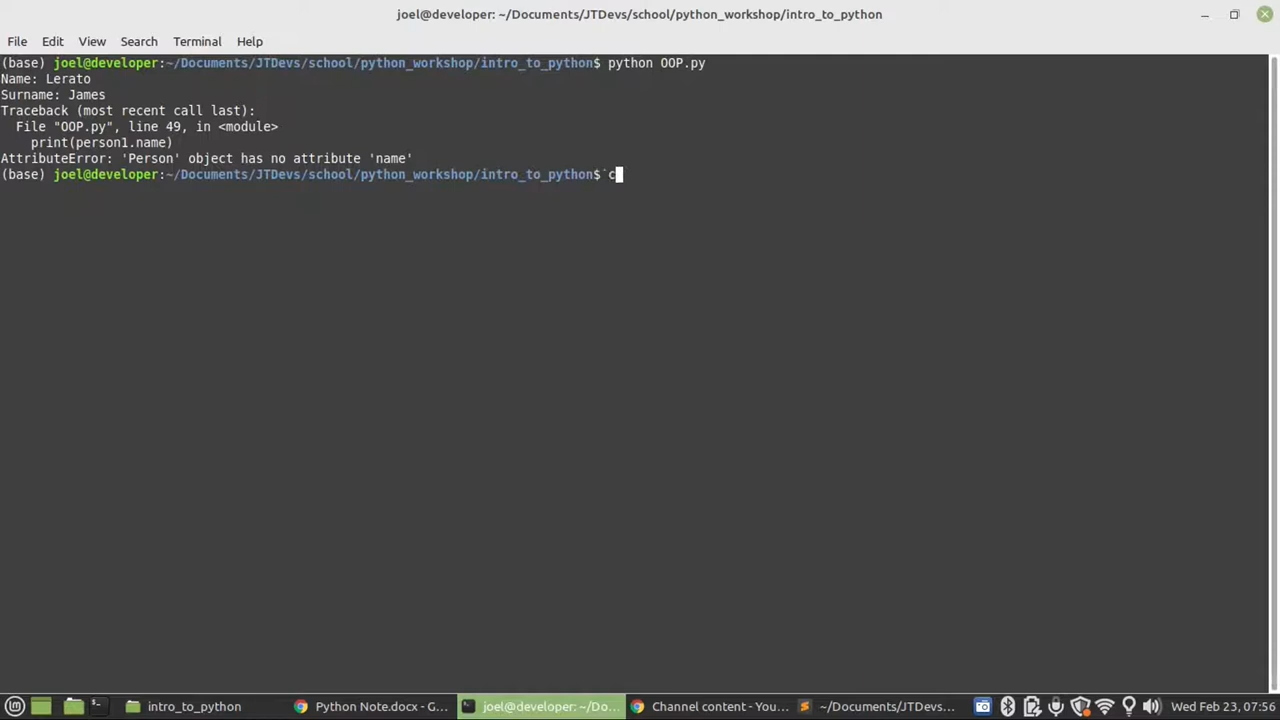 joel@developer: ~/Documents/JTDevs/school/python_workshop/intro_to_python
File Edit View Search Terminal Help
(base) joel@developer:~/Documents/JTDevs/school/python_workshop/intro_to_python$ python OOP.py
Name: Lerato
Surname: James
Traceback (most recent call last):
File "OOP.py", line 49, in <module>
print(person1.name)
AttributeError: 'Person' object has no attribute 'name'
(base) joel@developer:~/Documents/JTDevs/school/python_workshop/intro_to_python$ c
intro_to_python Python Note.docx - G... joel@developer: ~/Do... Channel content - You... ~/Documents/JTDevs... Wed Feb 23, 07:56